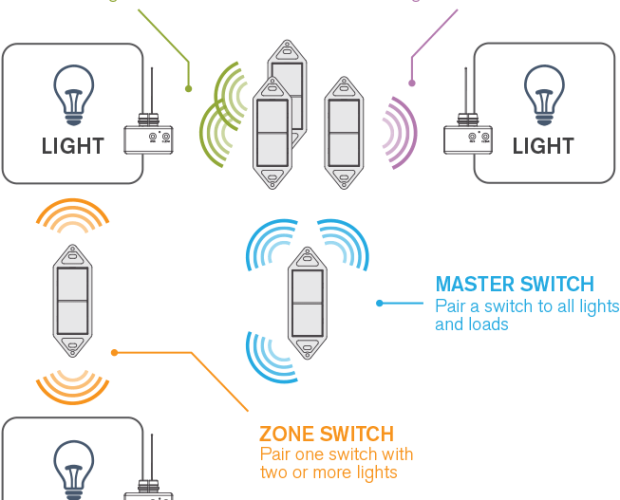 LIGHT
LIGHT
MASTER SWITCH
Pair a switch to all lights
and loads
ZONE SWITCH
Pair one switch with
two or more lights